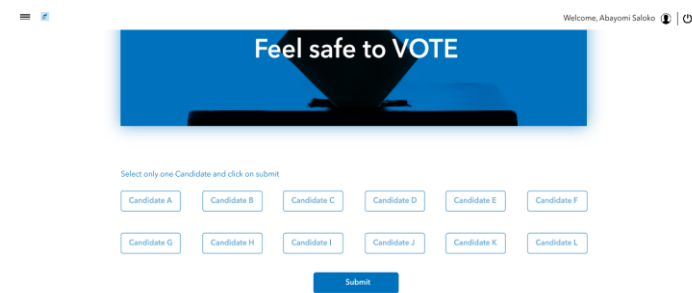 Welcome, Abayomi Saloko
Feel safe to VOTE
Select only one Candidate and click on submit
Candidate A Candidate B Candidate C Candidate D Candidate E Candidate F
Candidate G Candidate H Candidate I Candidate J Candidate K Candidate L
Submit